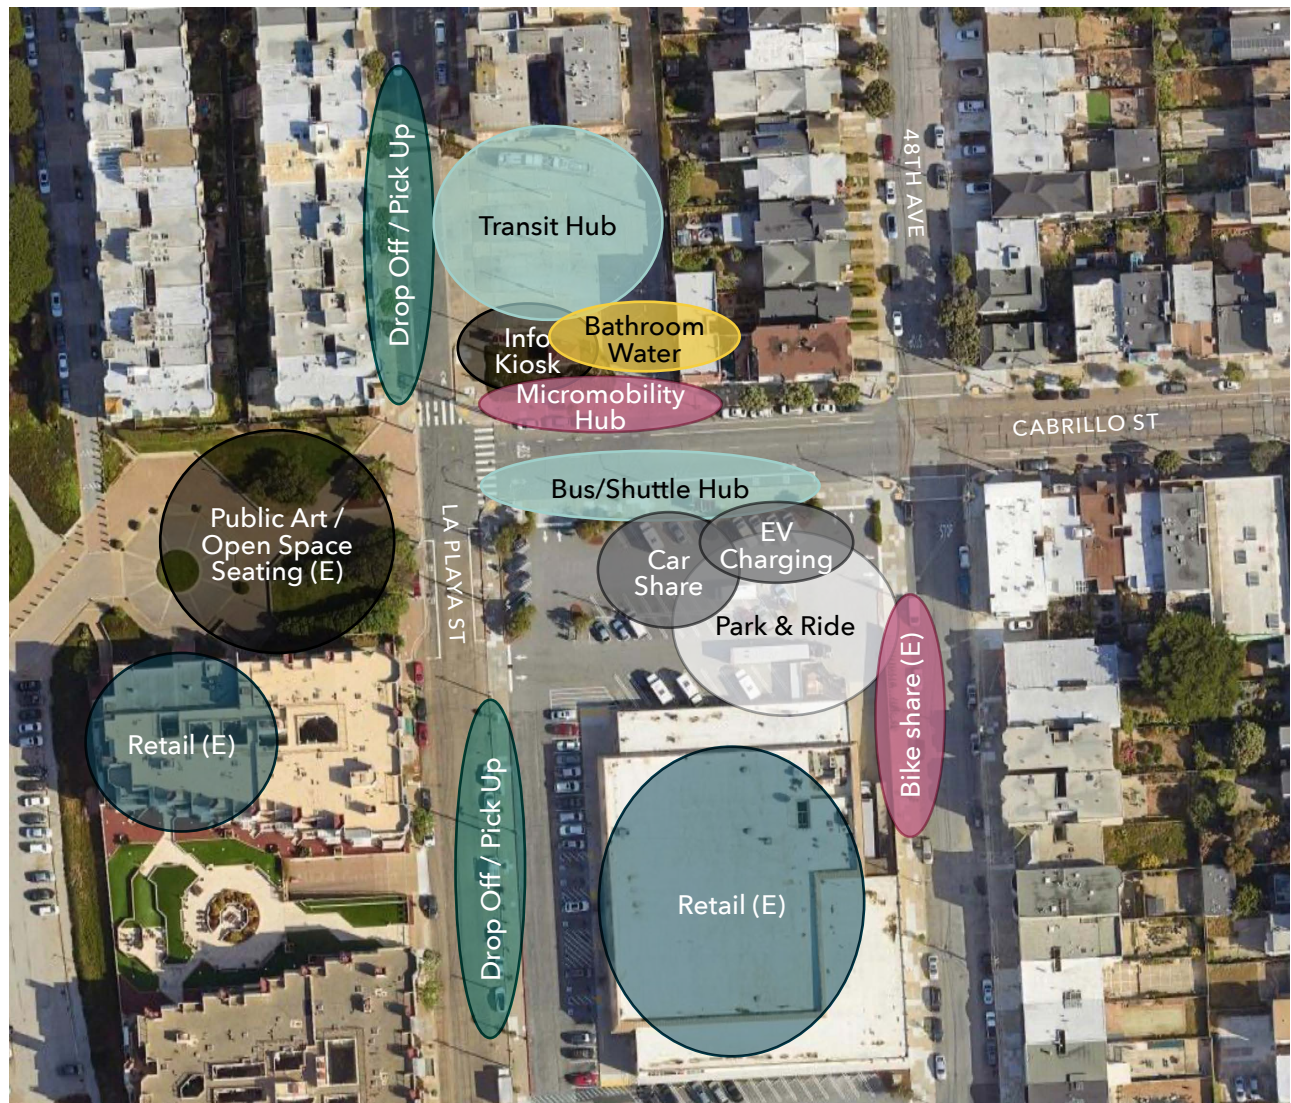 Drop Off / Pick Up
48TH AVE
Transit Hub
Info
Kiosk
Bathroom
Water
Micromobility
Hub
CABRILLO ST
Bus/Shuttle Hub
LA PLAYA ST
Public Art /
Open Space
Seating (E)
Car
Share
EV
Charging
Park & Ride
Bike share (E)
Retail (E)
Drop Off / Pick Up
Retail (E)